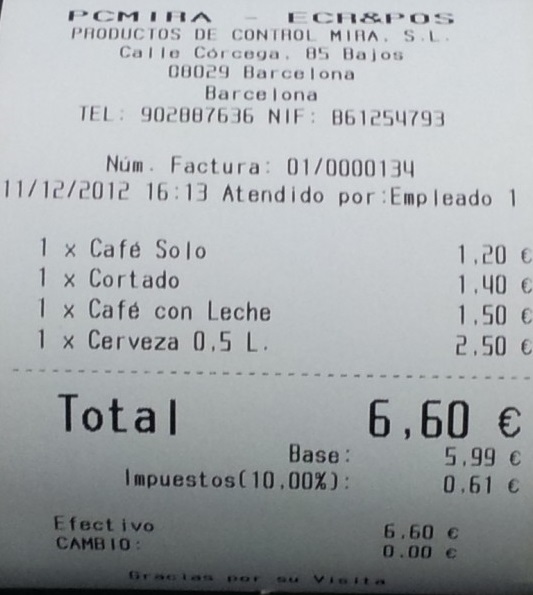 PCMIRA - ECR&POS
PRODUCTOS DE CONTROL MIRA, S.L.
Calle Córcega, 85 Bajos
08029 Barcelona
Barcelona
TEL: 902887636 NIF: B61254793
Núm. Factura: 01/0000134
11/12/2012 16:13 Atendido por:Empleado 1
1 x Café Solo 1,20 €
1 x Cortado 1,40 €
1 x Café con Leche 1,50 €
1 x Cerveza 0,5 L. 2,50 €
Total 6,60 €
Base: 5,99 €
Impuestos(10,00%): 0,61 €
Efectivo 6,60 €
CAMBIO: 0,00 €
Gracias por su Visita